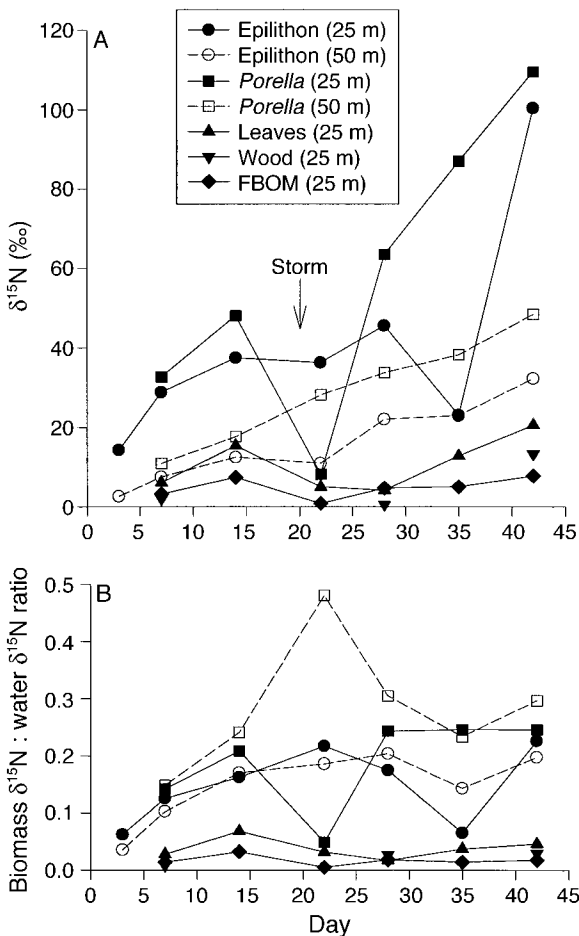 A
120
100
80
60
40
20
0
δ¹⁵N (‰)
Epilithon (25 m)
Epilithon (50 m)
Porella (25 m)
Porella (50 m)
Leaves (25 m)
Wood (25 m)
FBOM (25 m)
Storm
0 5 10 15 20 25 30 35 40 45
B
0.5
0.4
0.3
0.2
0.1
0.0
Biomass δ¹⁵N : water δ¹⁵N ratio
0 5 10 15 20 25 30 35 40 45
Day